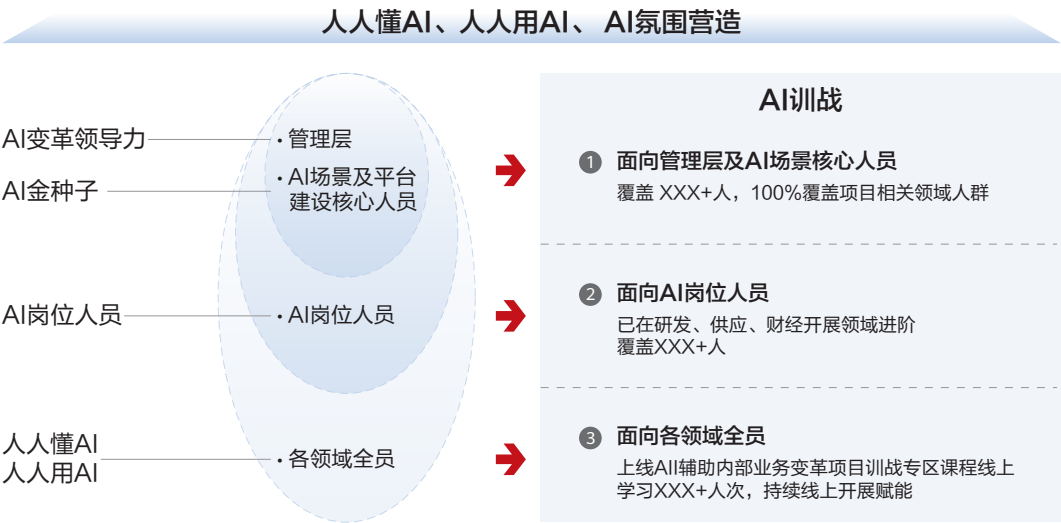 人人懂AI、人人用AI、 AI氛围营造
AI变革领导力
AI金种子
AI岗位人员
人人懂AI
人人用AI
· 管理层
· AI场景及平台
建设核心人员
· AI岗位人员
· 各领域全员
AI训战
1 面向管理层及AI场景核心人员
覆盖 XXX+人，100%覆盖项目相关领域人群
2 面向AI岗位人员
已在研发、供应、财经开展领域进阶
覆盖XXX+人
3 面向各领域全员
上线AII辅助内部业务变革项目训战专区课程线上
学习XXX+人次，持续线上开展赋能